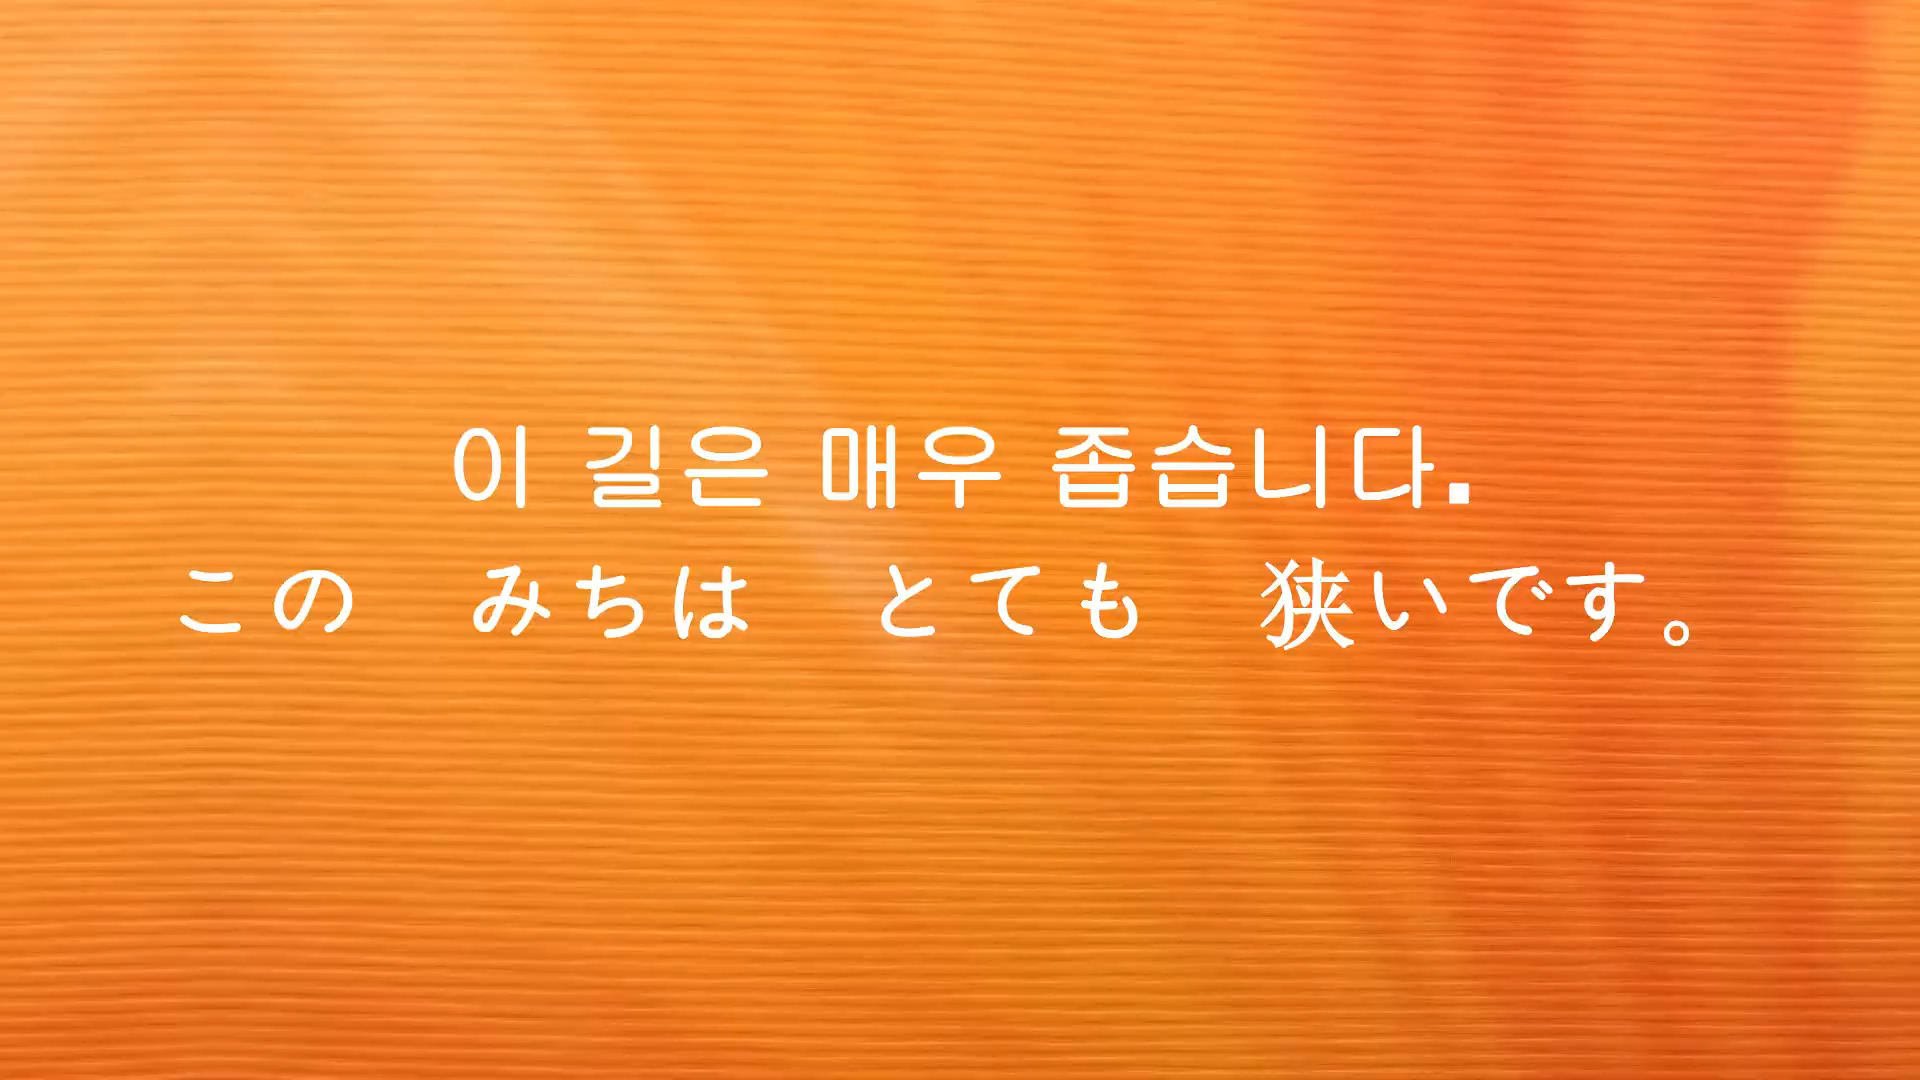 이 길은 매우 좁습니다.
この　みちは　とても　狭いです。